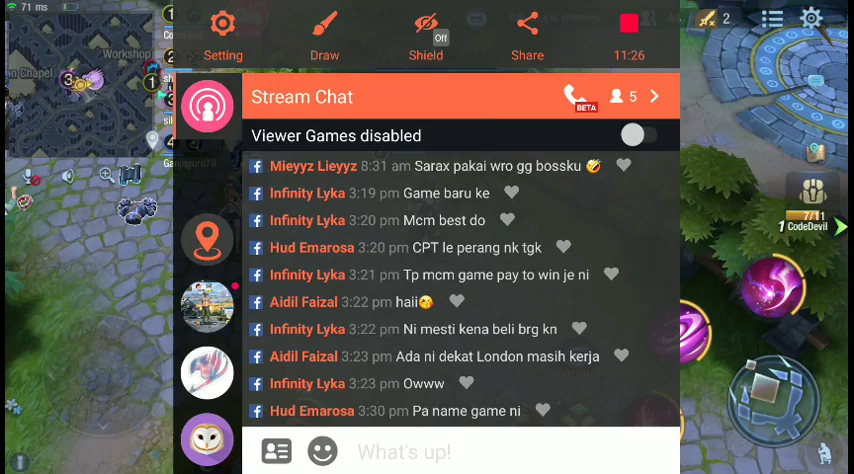 71 ms
2
Off
Setting
Draw
Shield
Share
11:26
Workshop
Chapel
3
1
Stream Chat
BETA
5
Viewer Games disabled
Mieyyz Lieyyz 8:31 am Sarax pakai wro gg bossku 🤣
Infinity Lyka 3:19 pm Game baru ke
Infinity Lyka 3:20 pm Mcm best do
Hud Emarosa 3:20 pm CPT le perang nk tgk
Infinity Lyka 3:21 pm Tp mcm game pay to win je ni
Aidil Faizal 3:22 pm haii😘
Infinity Lyka 3:22 pm Ni mesti kena beli brg kn
Aidil Faizal 3:23 pm Ada ni dekat London masih kerja
Infinity Lyka 3:23 pm Owww
Hud Emarosa 3:30 pm Pa name game ni
What's up!
7/11
1 CodeDevil